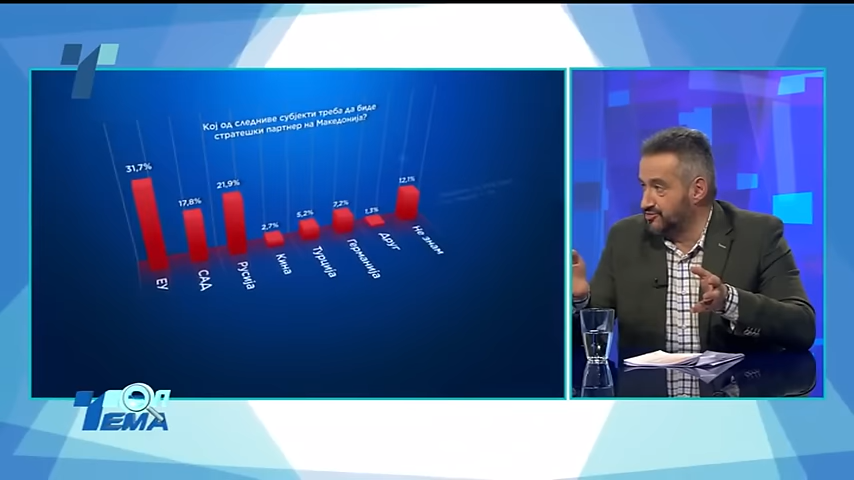 Кој од следниве субјекти треба да биде
стратешки партнер на Македонија?
31,7%
17,8%
21,9%
2,7%
5,2%
7,2%
1,3%
12,1%
ЕУ
САД
Русија
Кина
Турција
Германија
Друг
Не знам
ТЕМА